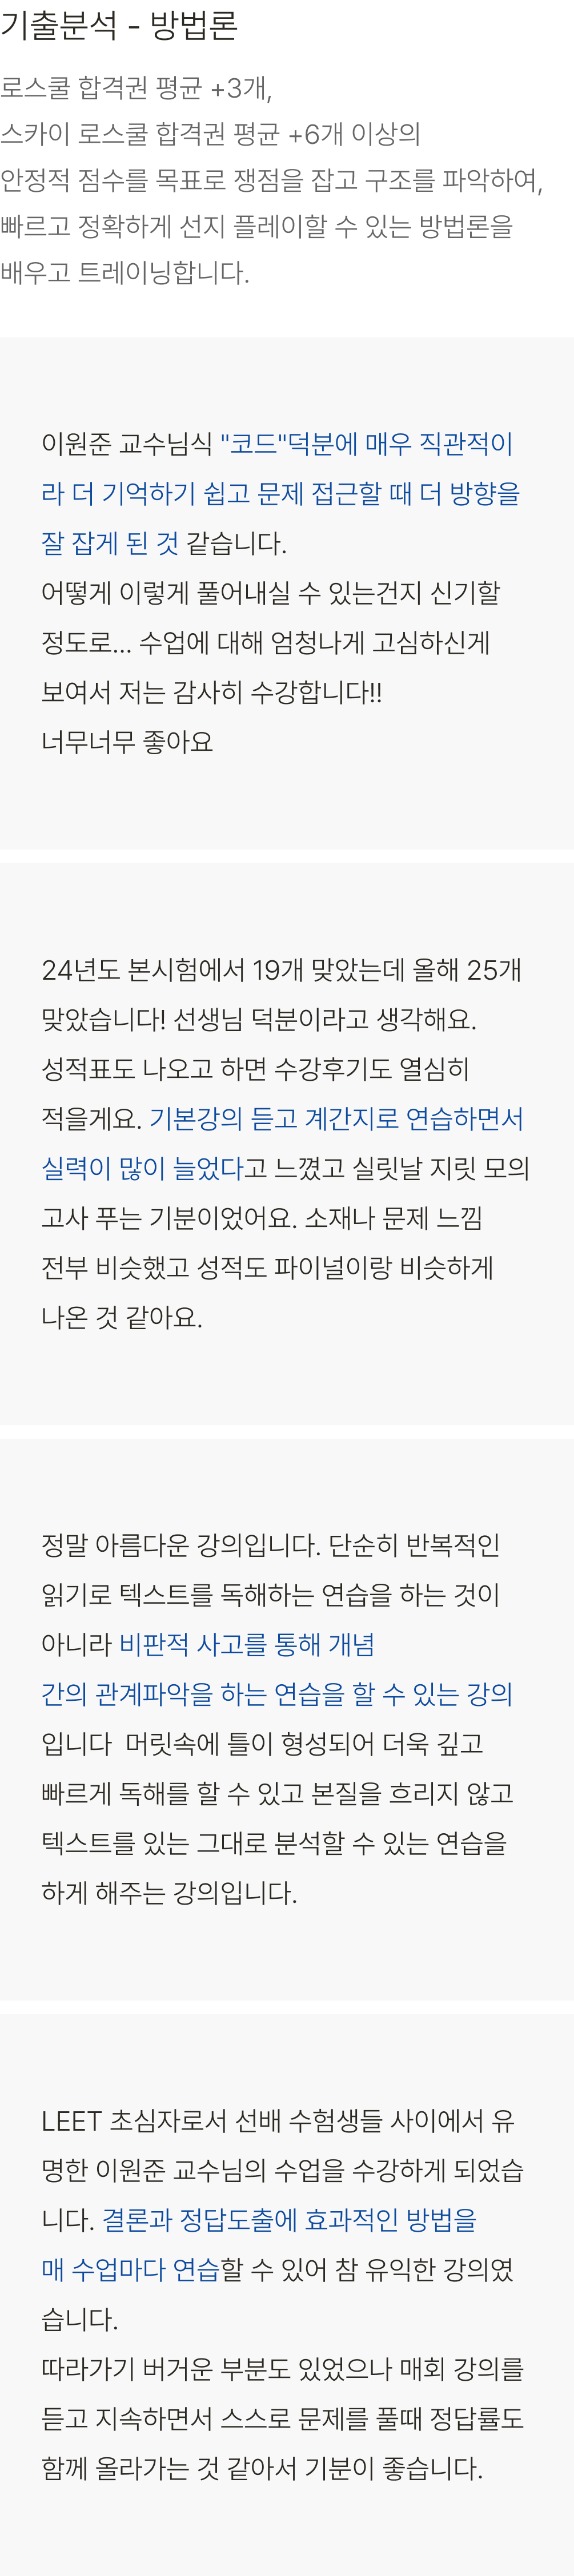 기출분석 - 방법론
로스쿨 합격권 평균 +3개,
스카이 로스쿨 합격권 평균 +6개 이상의
안정적 점수를 목표로 쟁점을 잡고 구조를 파악하여,
빠르고 정확하게 선지 플레이할 수 있는 방법론을
배우고 트레이닝합니다.
이원준 교수님식 "코드"덕분에 매우 직관적이
라 더 기억하기 쉽고 문제 접근할 때 더 방향을
잘 잡게 된 것 같습니다.
어떻게 이렇게 풀어내실 수 있는건지 신기할
정도로... 수업에 대해 엄청나게 고심하신게
보여서 저는 감사히 수강합니다!!
너무너무 좋아요
24년도 본시험에서 19개 맞았는데 올해 25개
맞았습니다! 선생님 덕분이라고 생각해요.
성적표도 나오고 하면 수강후기도 열심히
적을게요. 기본강의 듣고 계간지로 연습하면서
실력이 많이 늘었다고 느꼈고 실릿날 지릿 모의
고사 푸는 기분이었어요. 소재나 문제 느낌
전부 비슷했고 성적도 파이널이랑 비슷하게
나온 것 같아요.
정말 아름다운 강의입니다. 단순히 반복적인
읽기로 텍스트를 독해하는 연습을 하는 것이
아니라 비판적 사고를 통해 개념
간의 관계파악을 하는 연습을 할 수 있는 강의
입니다  머릿속에 틀이 형성되어 더욱 깊고
빠르게 독해를 할 수 있고 본질을 흐리지 않고
텍스트를 있는 그대로 분석할 수 있는 연습을
하게 해주는 강의입니다.
LEET 초심자로서 선배 수험생들 사이에서 유
명한 이원준 교수님의 수업을 수강하게 되었습
니다. 결론과 정답도출에 효과적인 방법을
매 수업마다 연습할 수 있어 참 유익한 강의였
습니다.
따라가기 버거운 부분도 있었으나 매회 강의를
듣고 지속하면서 스스로 문제를 풀때 정답률도
함께 올라가는 것 같아서 기분이 좋습니다.